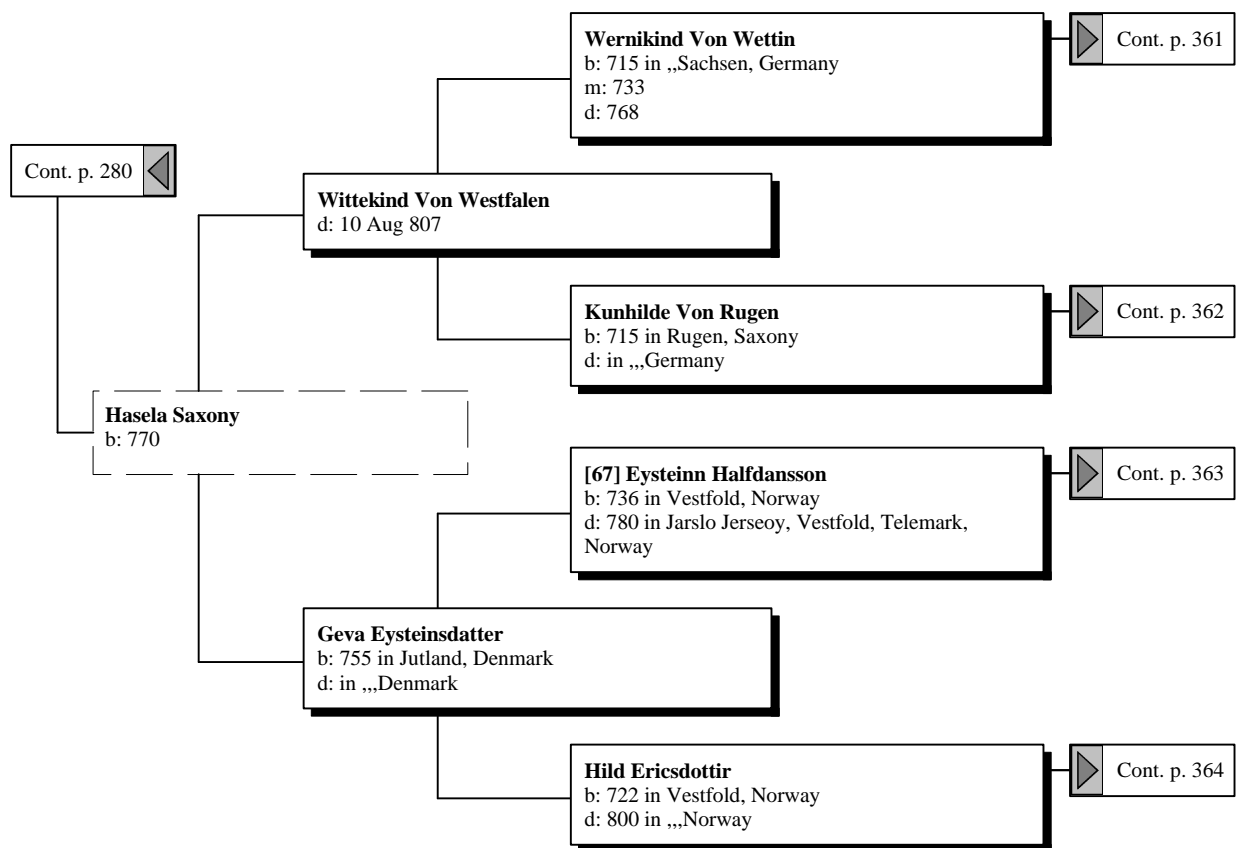 Wernikind Von Wettin
b: 715 in ,,Sachsen, Germany
m: 733
d: 768
Cont. p. 361
Cont. p. 280
Wittekind Von Westfalen
d: 10 Aug 807
Kunhilde Von Rugen
b: 715 in Rugen, Saxony
d: in ,,,Germany
Cont. p. 362
Hasela Saxony
b: 770
[67] Eysteinn Halfdansson
b: 736 in Vestfold, Norway
d: 780 in Jarslo Jerseoy, Vestfold, Telemark,
Norway
Cont. p. 363
Geva Eysteinsdatter
b: 755 in Jutland, Denmark
d: in ,,,Denmark
Hild Ericsdottir
b: 722 in Vestfold, Norway
d: 800 in ,,,Norway
Cont. p. 364